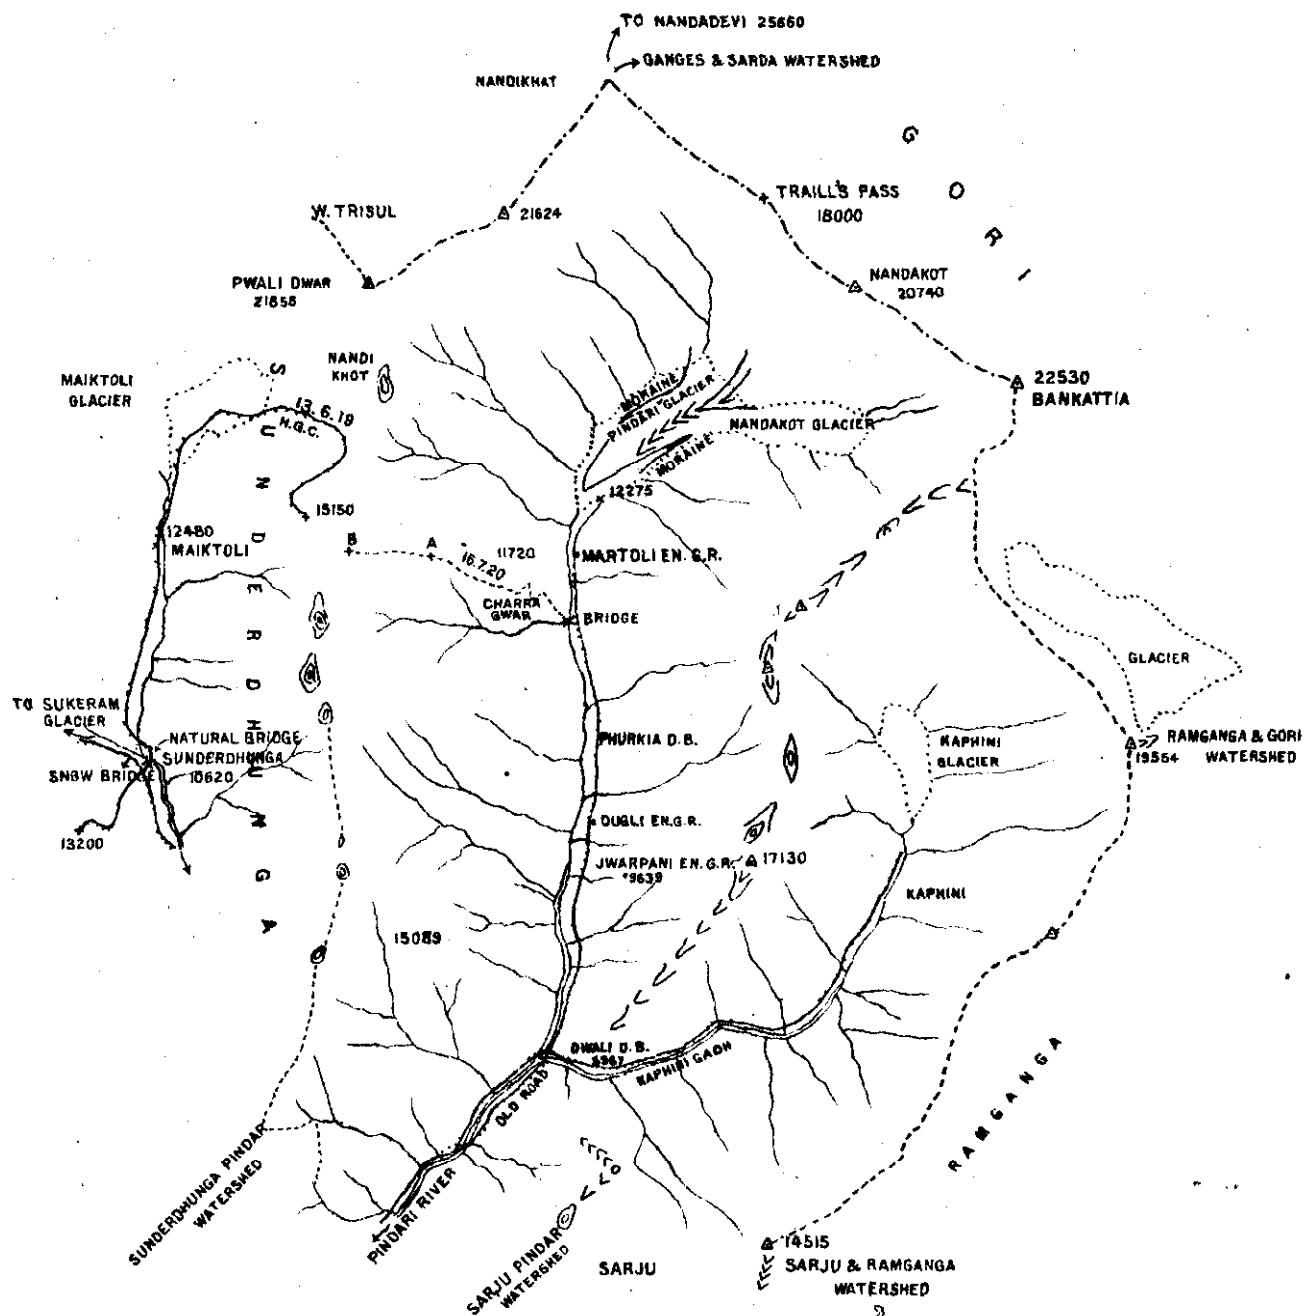 TO NANDADEVI 25660
GANGES & SARDA WATERSHED
NANDIKHAT
GORI
TRAILL'S PASS
18000
W. TRISUL
21624
PWALI DWAR
21858
NANDAKOT
20740
22530
BANKATTIA
NANDI
KHOT
MAIKTOLI
GLACIER
13.6.19
H.G.C.
SUNDERDHUNGA
MORAINE
PINDARI GLACIER
NANDAKOT GLACIER
MORAINE
12275
15150
12480
MAIKTOLI
B
A
16.7.20
11720
MARTOLI EN. G.R.
CHARRA
GWAR
BRIDGE
GLACIER
TO SUKERAM
GLACIER
NATURAL BRIDGE
SUNDERDHUNGA
SNOW BRIDGE
10620
13200
PHURKIA D.B.
KAPHINI
GLACIER
RAMGANGA & GORI
WATERSHED
19554
DUGLI EN.G.R.
JWARPANI EN.G.R.
9639
17130
KAPHINI
15089
DWALI D.B.
KAPHINI GADH
OLD ROAD
RAMGANGA
SUNDERDHUNGA PINDAR
WATERSHED
PINDARI RIVER
SARJU PINDAR
WATERSHED
SARJU
14515
SARJU & RAMGANGA
WATERSHED